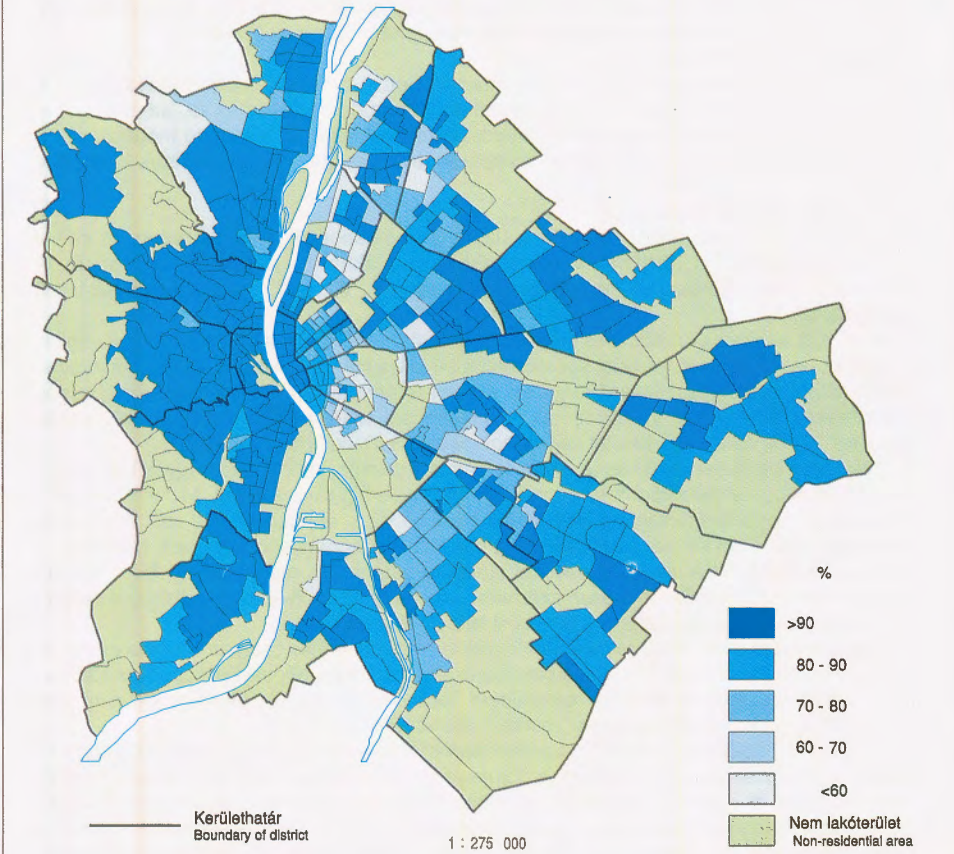 %
>90
80 - 90
70 - 80
60 - 70
<60
Nem lakóterület
Non-residential area
Kerülethatár
Boundary of district
1 : 275 000